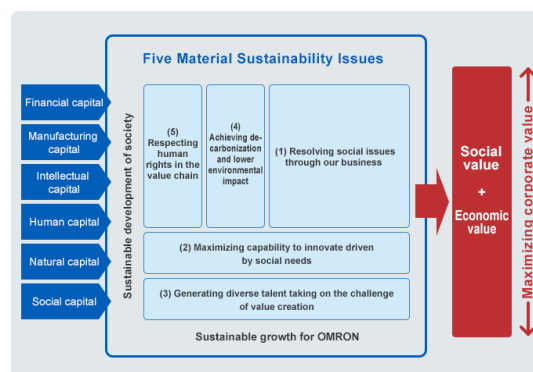 Five Material Sustainability Issues
Financial capital
Manufacturing
capital
Intellectual
capital
Human capital
Natural capital
Social capital
Sustainable development of society
(5)
Respecting
human
rights in the
value chain
(4)
Achieving de-
carbonization
and lower
environmental
impact
(1) Resolving social issues
through our business
(2) Maximizing capability to innovate driven
by social needs
(3) Generating diverse talent taking on the challenge
of value creation
Sustainable growth for OMRON
Social
value
+
Economic
value
Maximizing corporate value